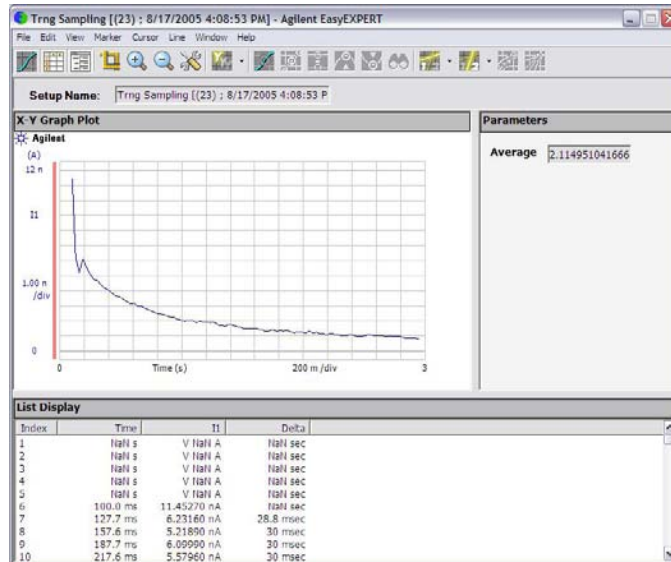 Trng Sampling [(23) ; 8/17/2005 4:08:53 PM] - Agilent EasyEXPERT
File Edit View Marker Cursor Line Window Help
Setup Name: Trng Sampling [(23) ; 8/17/2005 4:08:53 P
X-Y Graph Plot
Agilent
(A)
12 n
I1
1.00 n
/div
0
0 Time (s) 200 m /div 3
Parameters
Average 2.114951041666
List Display
Index Time I1 Delta
1 NaN s V NaN A NaN sec
2 NaN s V NaN A NaN sec
3 NaN s V NaN A NaN sec
4 NaN s V NaN A NaN sec
5 NaN s V NaN A NaN sec
6 100.0 ms 11.45270 nA NaN sec
7 127.7 ms 6.23160 nA 28.8 msec
8 157.6 ms 5.21890 nA 30 msec
9 187.7 ms 6.09990 nA 30 msec
10 217.6 ms 5.57960 nA 30 msec